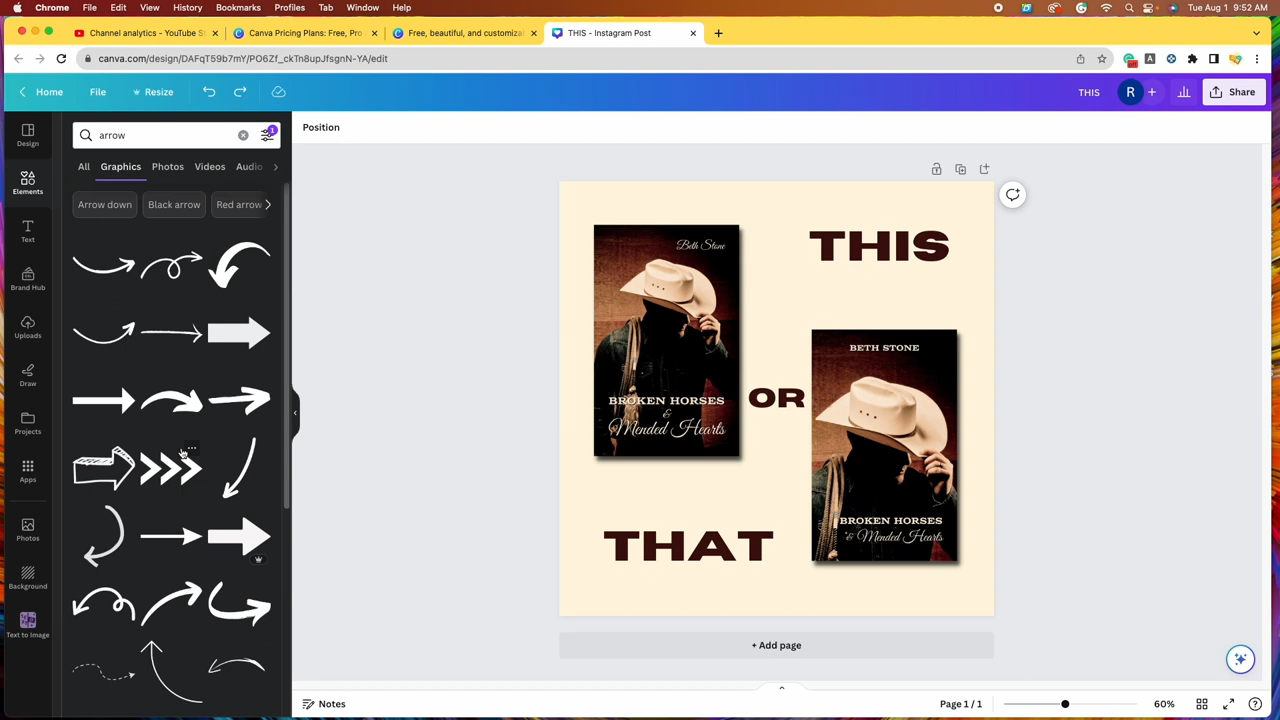 Chrome File Edit View History Bookmarks Profiles Tab Window Help Tue Aug 1 9:52 AM
Channel analytics - YouTube S
Canva Pricing Plans: Free, Pro
Free, beautiful, and customiza
THIS - Instagram Post
canva.com/design/DAFqT59b7mY/PO6Zf_ckTn8upJfsgnN-YA/edit
Home File Resize THIS R Share
Design
Elements
Text
Brand Hub
Uploads
Draw
Projects
Apps
Photos
Background
Text to Image
arrow
1
All Graphics Photos Videos Audio
Arrow down Black arrow Red arrow
Position
Beth Stone
BROKEN HORSES
&
Mended Hearts
THIS
OR
BETH STONE
BROKEN HORSES
& Mended Hearts
THAT
+ Add page
Notes
Page 1 / 1
60%